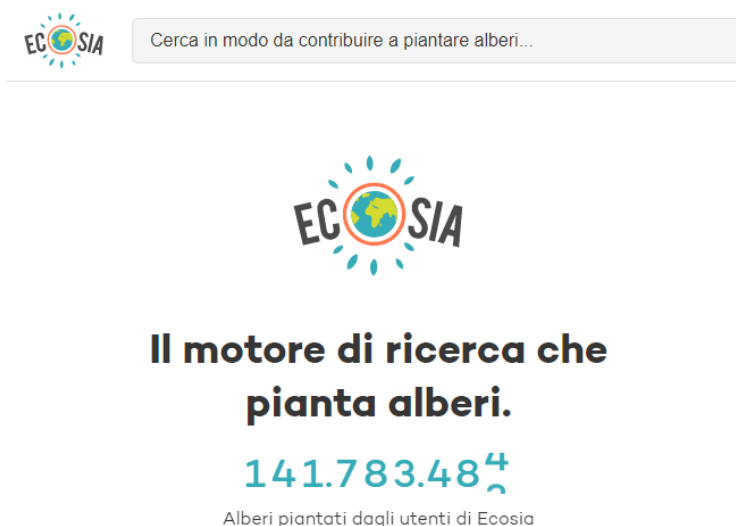 ECOSIA
Cerca in modo da contribuire a piantare alberi...
ECOSIA
Il motore di ricerca che
pianta alberi.
141.783.484
Alberi piantati dagli utenti di Ecosia